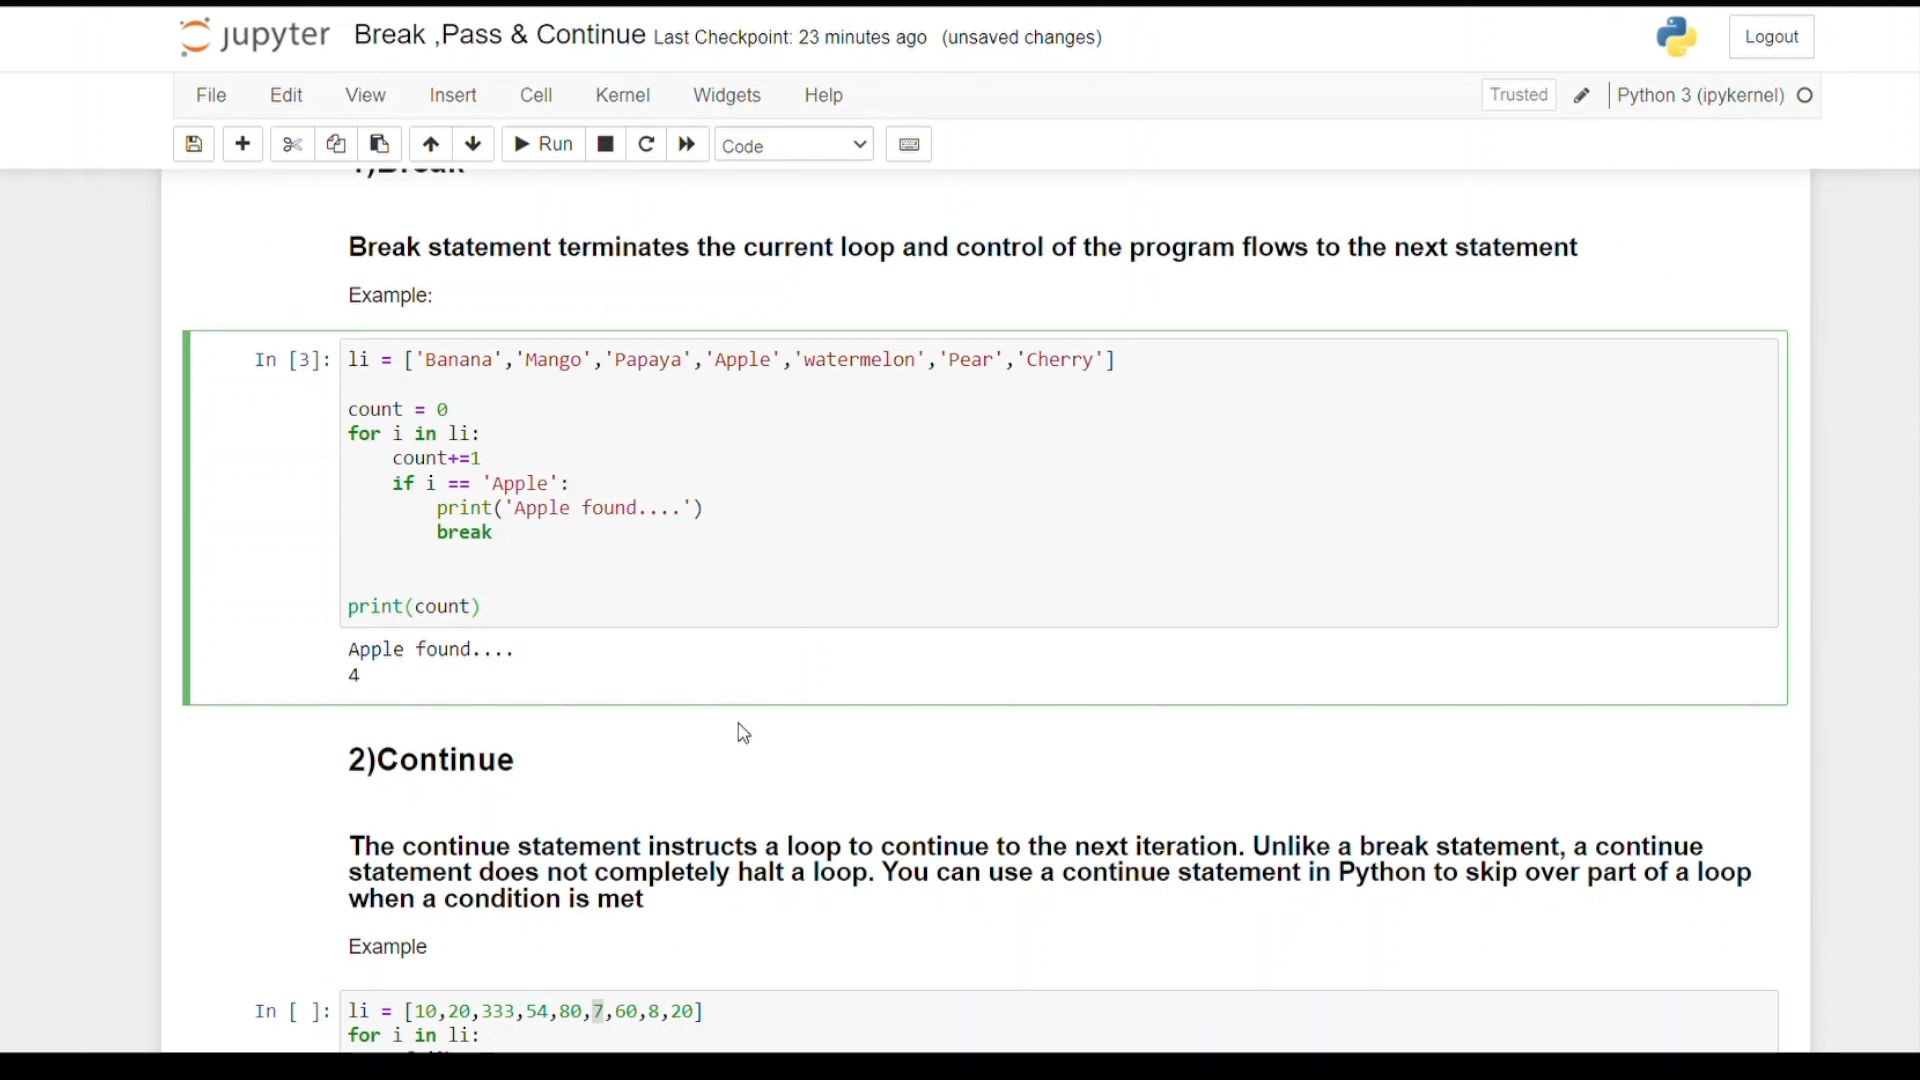 jupyter Break ,Pass & Continue Last Checkpoint: 23 minutes ago (unsaved changes) Logout
File Edit View Insert Cell Kernel Widgets Help Trusted Python 3 (ipykernel)
Run Code
1)Break
Break statement terminates the current loop and control of the program flows to the next statement
Example:
In [3]: li = ['Banana','Mango','Papaya','Apple','watermelon','Pear','Cherry']
count = 0
for i in li:
count+=1
if i == 'Apple':
print('Apple found....')
break
print(count)
Apple found....
4
2)Continue
The continue statement instructs a loop to continue to the next iteration. Unlike a break statement, a continue
statement does not completely halt a loop. You can use a continue statement in Python to skip over part of a loop
when a condition is met
Example
In [ ]: li = [10,20,333,54,80,7,60,8,20]
for i in li: